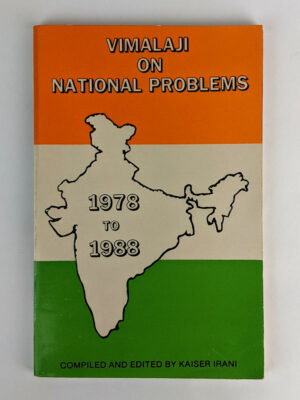 VIMALAJI
ON
NATIONAL PROBLEMS
1978
TO
1988
COMPILED AND EDITED BY KAISER IRANI